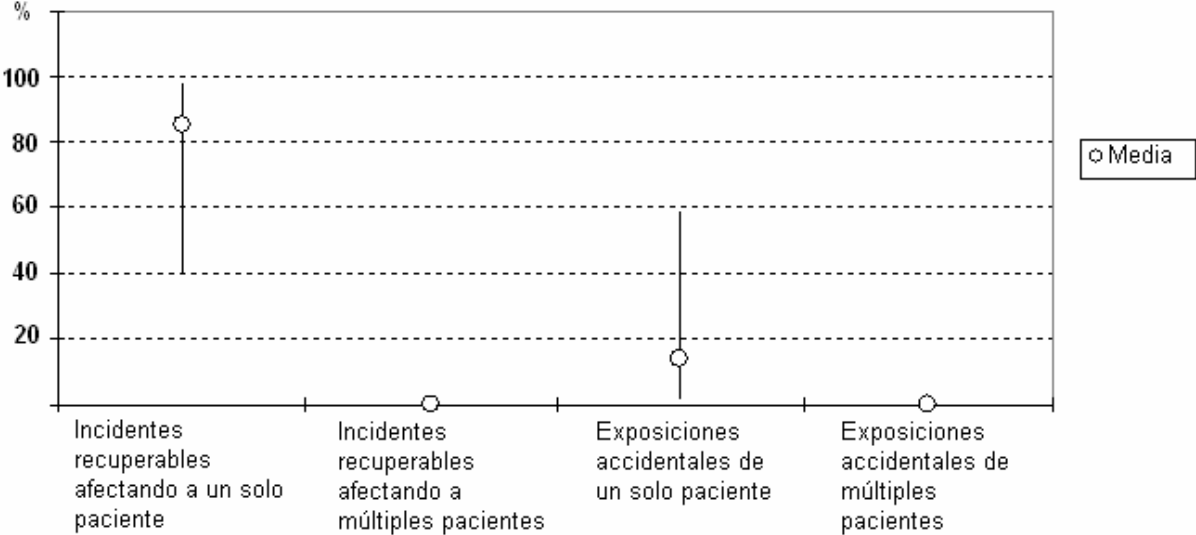 %
100
80
60
40
20
Media
Incidentes
recuperables
afectando a un solo
paciente
Incidentes
recuperables
afectando a
múltiples pacientes
Exposiciones
accidentales de
un solo paciente
Exposiciones
accidentales de
múltiples
pacientes